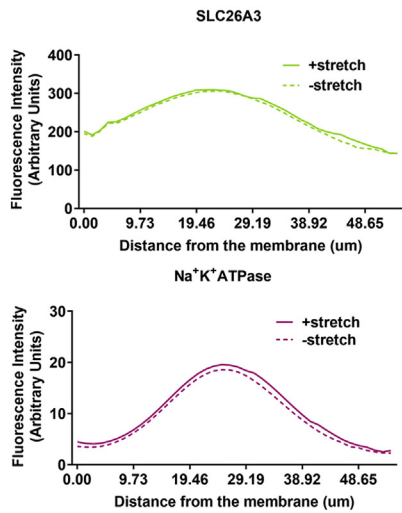 SLC26A3
Fluorescence Intensity
(Arbitrary Units)
400
300
200
100
0
+stretch
-stretch
0.00 9.73 19.46 29.19 38.92 48.65
Distance from the membrane (um)
Na⁺K⁺ATPase
Fluorescence Intensity
(Arbitrary Units)
30
20
10
0
+stretch
-stretch
0.00 9.73 19.46 29.19 38.92 48.65
Distance from the membrane (um)